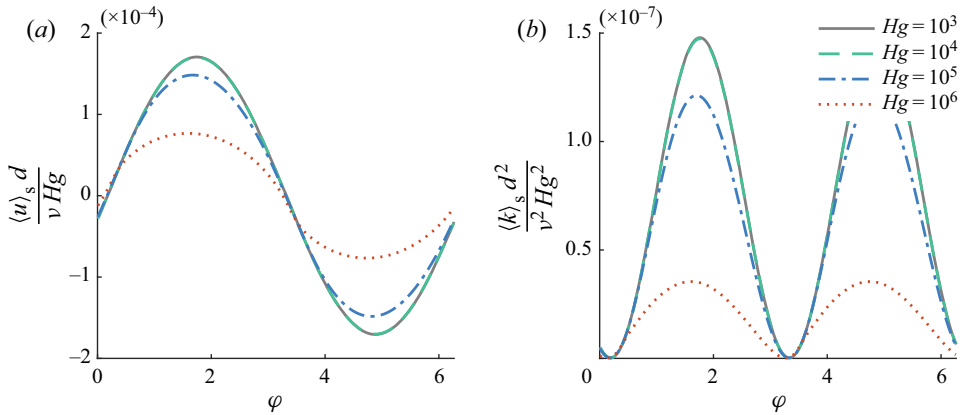 (a)
(×10⁻⁴)
2
1
0
−1
−2
⟨u⟩ₛ d
ν Hg
0
2
4
6
φ
(b)
(×10⁻⁷)
1.5
1.0
0.5
0
⟨k⟩ₛ d²
ν² Hg²
2
4
6
φ
Hg = 10³
Hg = 10⁴
Hg = 10⁵
Hg = 10⁶